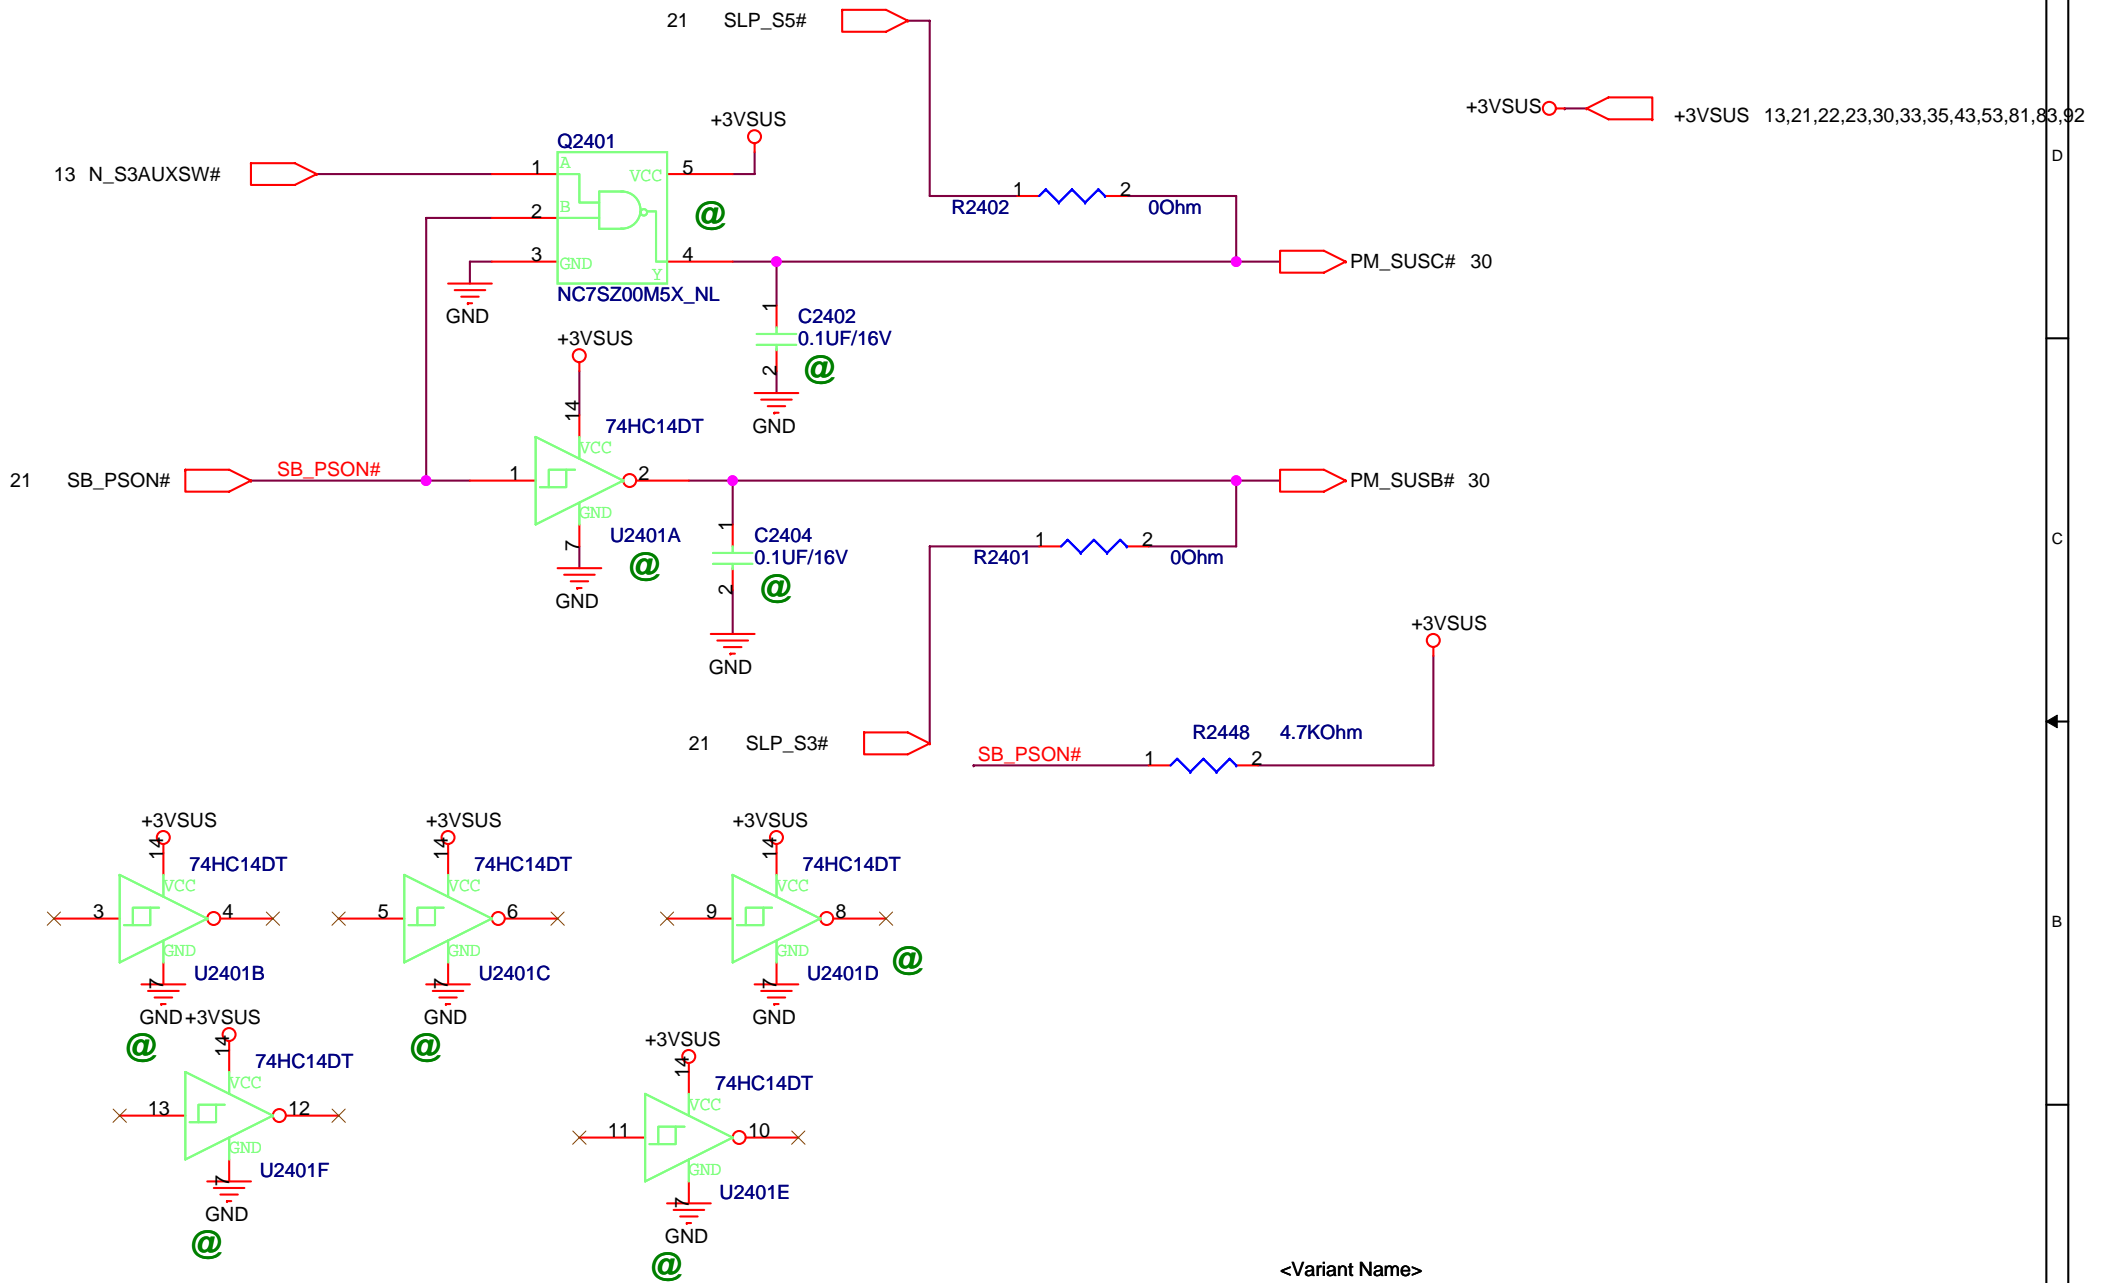 21 SLP_S5#
+3VSUS +3VSUS 13,21,22,23,30,33,35,43,53,81,83,92
+3VSUS
Q2401
13 N_S3AUXSW# 1 A VCC 5
D
2 B @
R2402 1 2 0Ohm
3 GND Y 4
PM_SUSC# 30
NC7SZ00M5X_NL
GND
1 C2402
0.1UF/16V
2 @
GND
+3VSUS
14 74HC14DT
VCC
21 SB_PSON# SB_PSON# 1 2
PM_SUSB# 30
GND
7 U2401A
@
GND
1 C2404
0.1UF/16V
2 @
GND
R2401 1 2 0Ohm
C
+3VSUS
21 SLP_S3#
R2448 4.7KOhm
SB_PSON# 1 2
+3VSUS
14 74HC14DT
VCC
3 4
GND
7 U2401B
GND
@
+3VSUS
14 74HC14DT
VCC
5 6
GND
7 U2401C
GND
@
+3VSUS
14 74HC14DT
VCC
9 8
GND
7 U2401D
@
GND
B
+3VSUS
14 74HC14DT
VCC
13 12
GND
7 U2401F
GND
@
+3VSUS
14 74HC14DT
VCC
11 10
GND
7 U2401E
GND
@
<Variant Name>